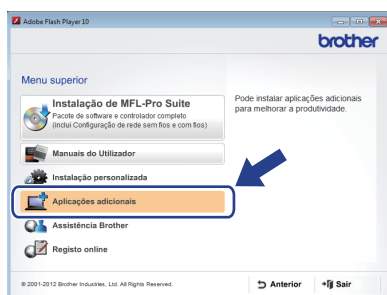 Adobe Flash Player 10
brother
Menu superior
Instalação de MFL-Pro Suite
Pacote de software e controlador completo
(inclui Configuração de rede sem fios e com fios)
Pode instalar aplicações adicionais
para melhorar a produtividade.
Manuais do Utilizador
Instalação personalizada
Aplicações adicionais
Assistência Brother
Registo online
© 2001-2012 Brother Industries, Ltd. All Rights Reserved.
Anterior
Sair